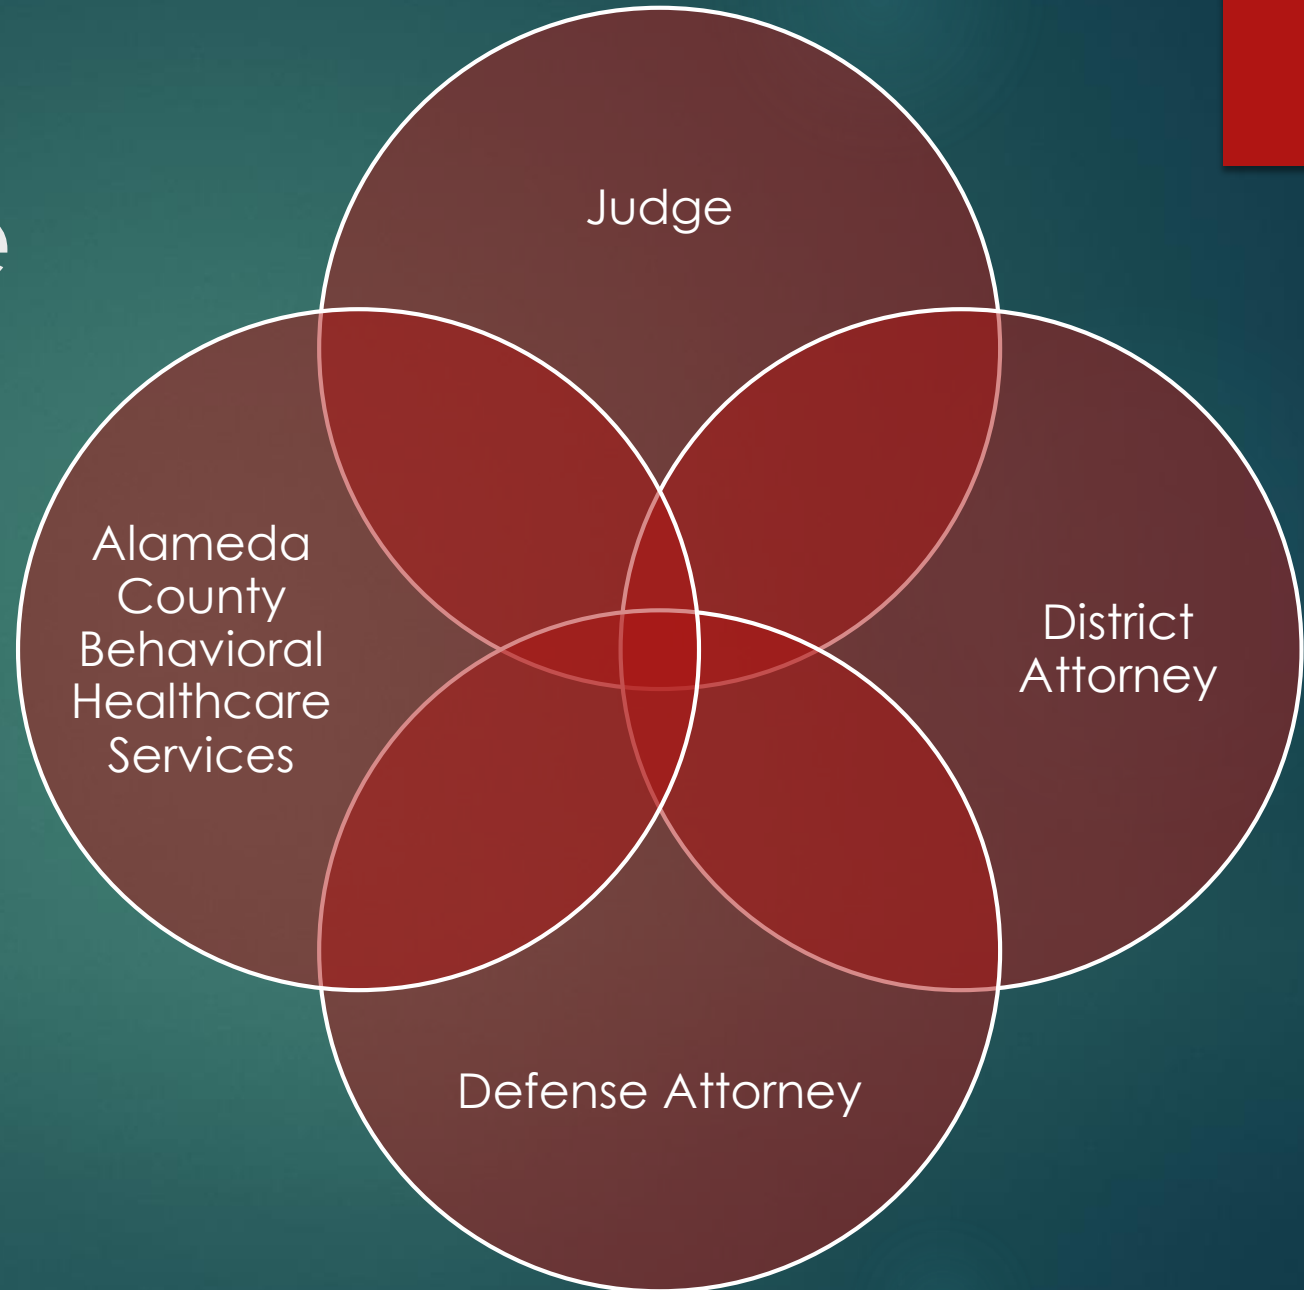 Judge
Alameda
County
Behavioral
Healthcare
Services
District
Attorney
Defense Attorney